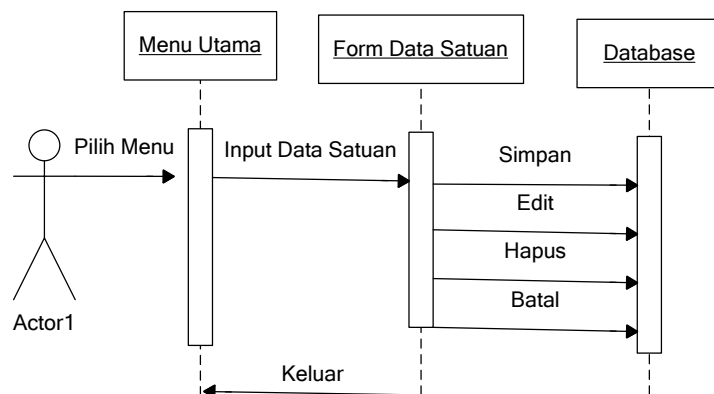 Menu Utama
Form Data Satuan
Database
Pilih Menu
Input Data Satuan
Simpan
Edit
Hapus
Batal
Actor1
Keluar